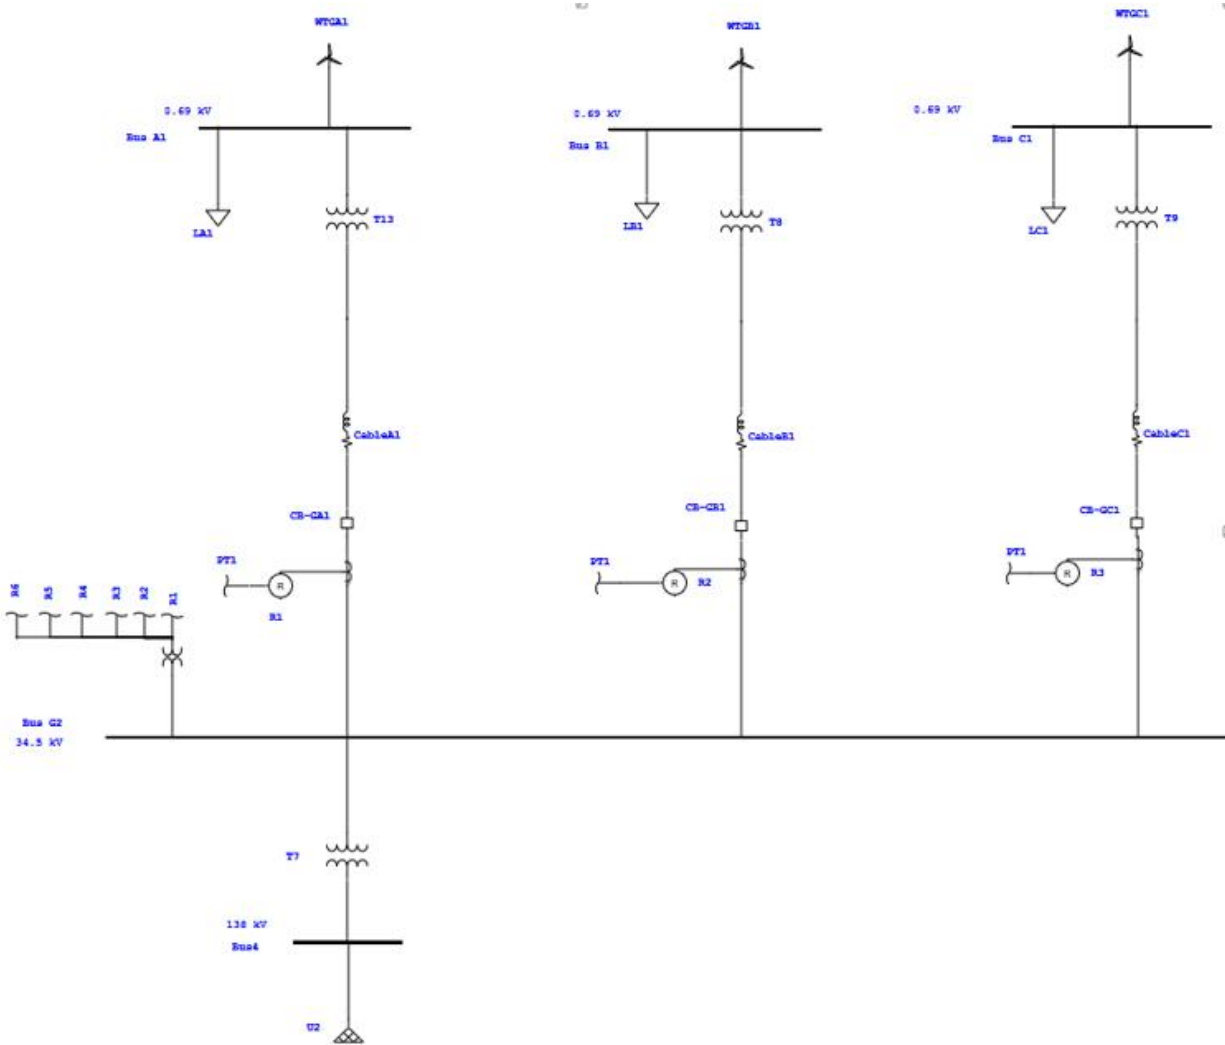 WTGA1
WTGB1
WTGC1
0.69 kV
0.69 kV
0.69 kV
Bus A1
Bus B1
Bus C1
T13
T8
T9
LA1
LB1
LC1
CableA1
CableB1
CableC1
CB-GA1
CB-GB1
CB-GC1
PT1
PT1
PT1
R
R
R
R1
R2
R3
R6
R5
R4
R3
R2
R1
Bus G2
34.5 kV
T7
138 kV
Bus4
U2